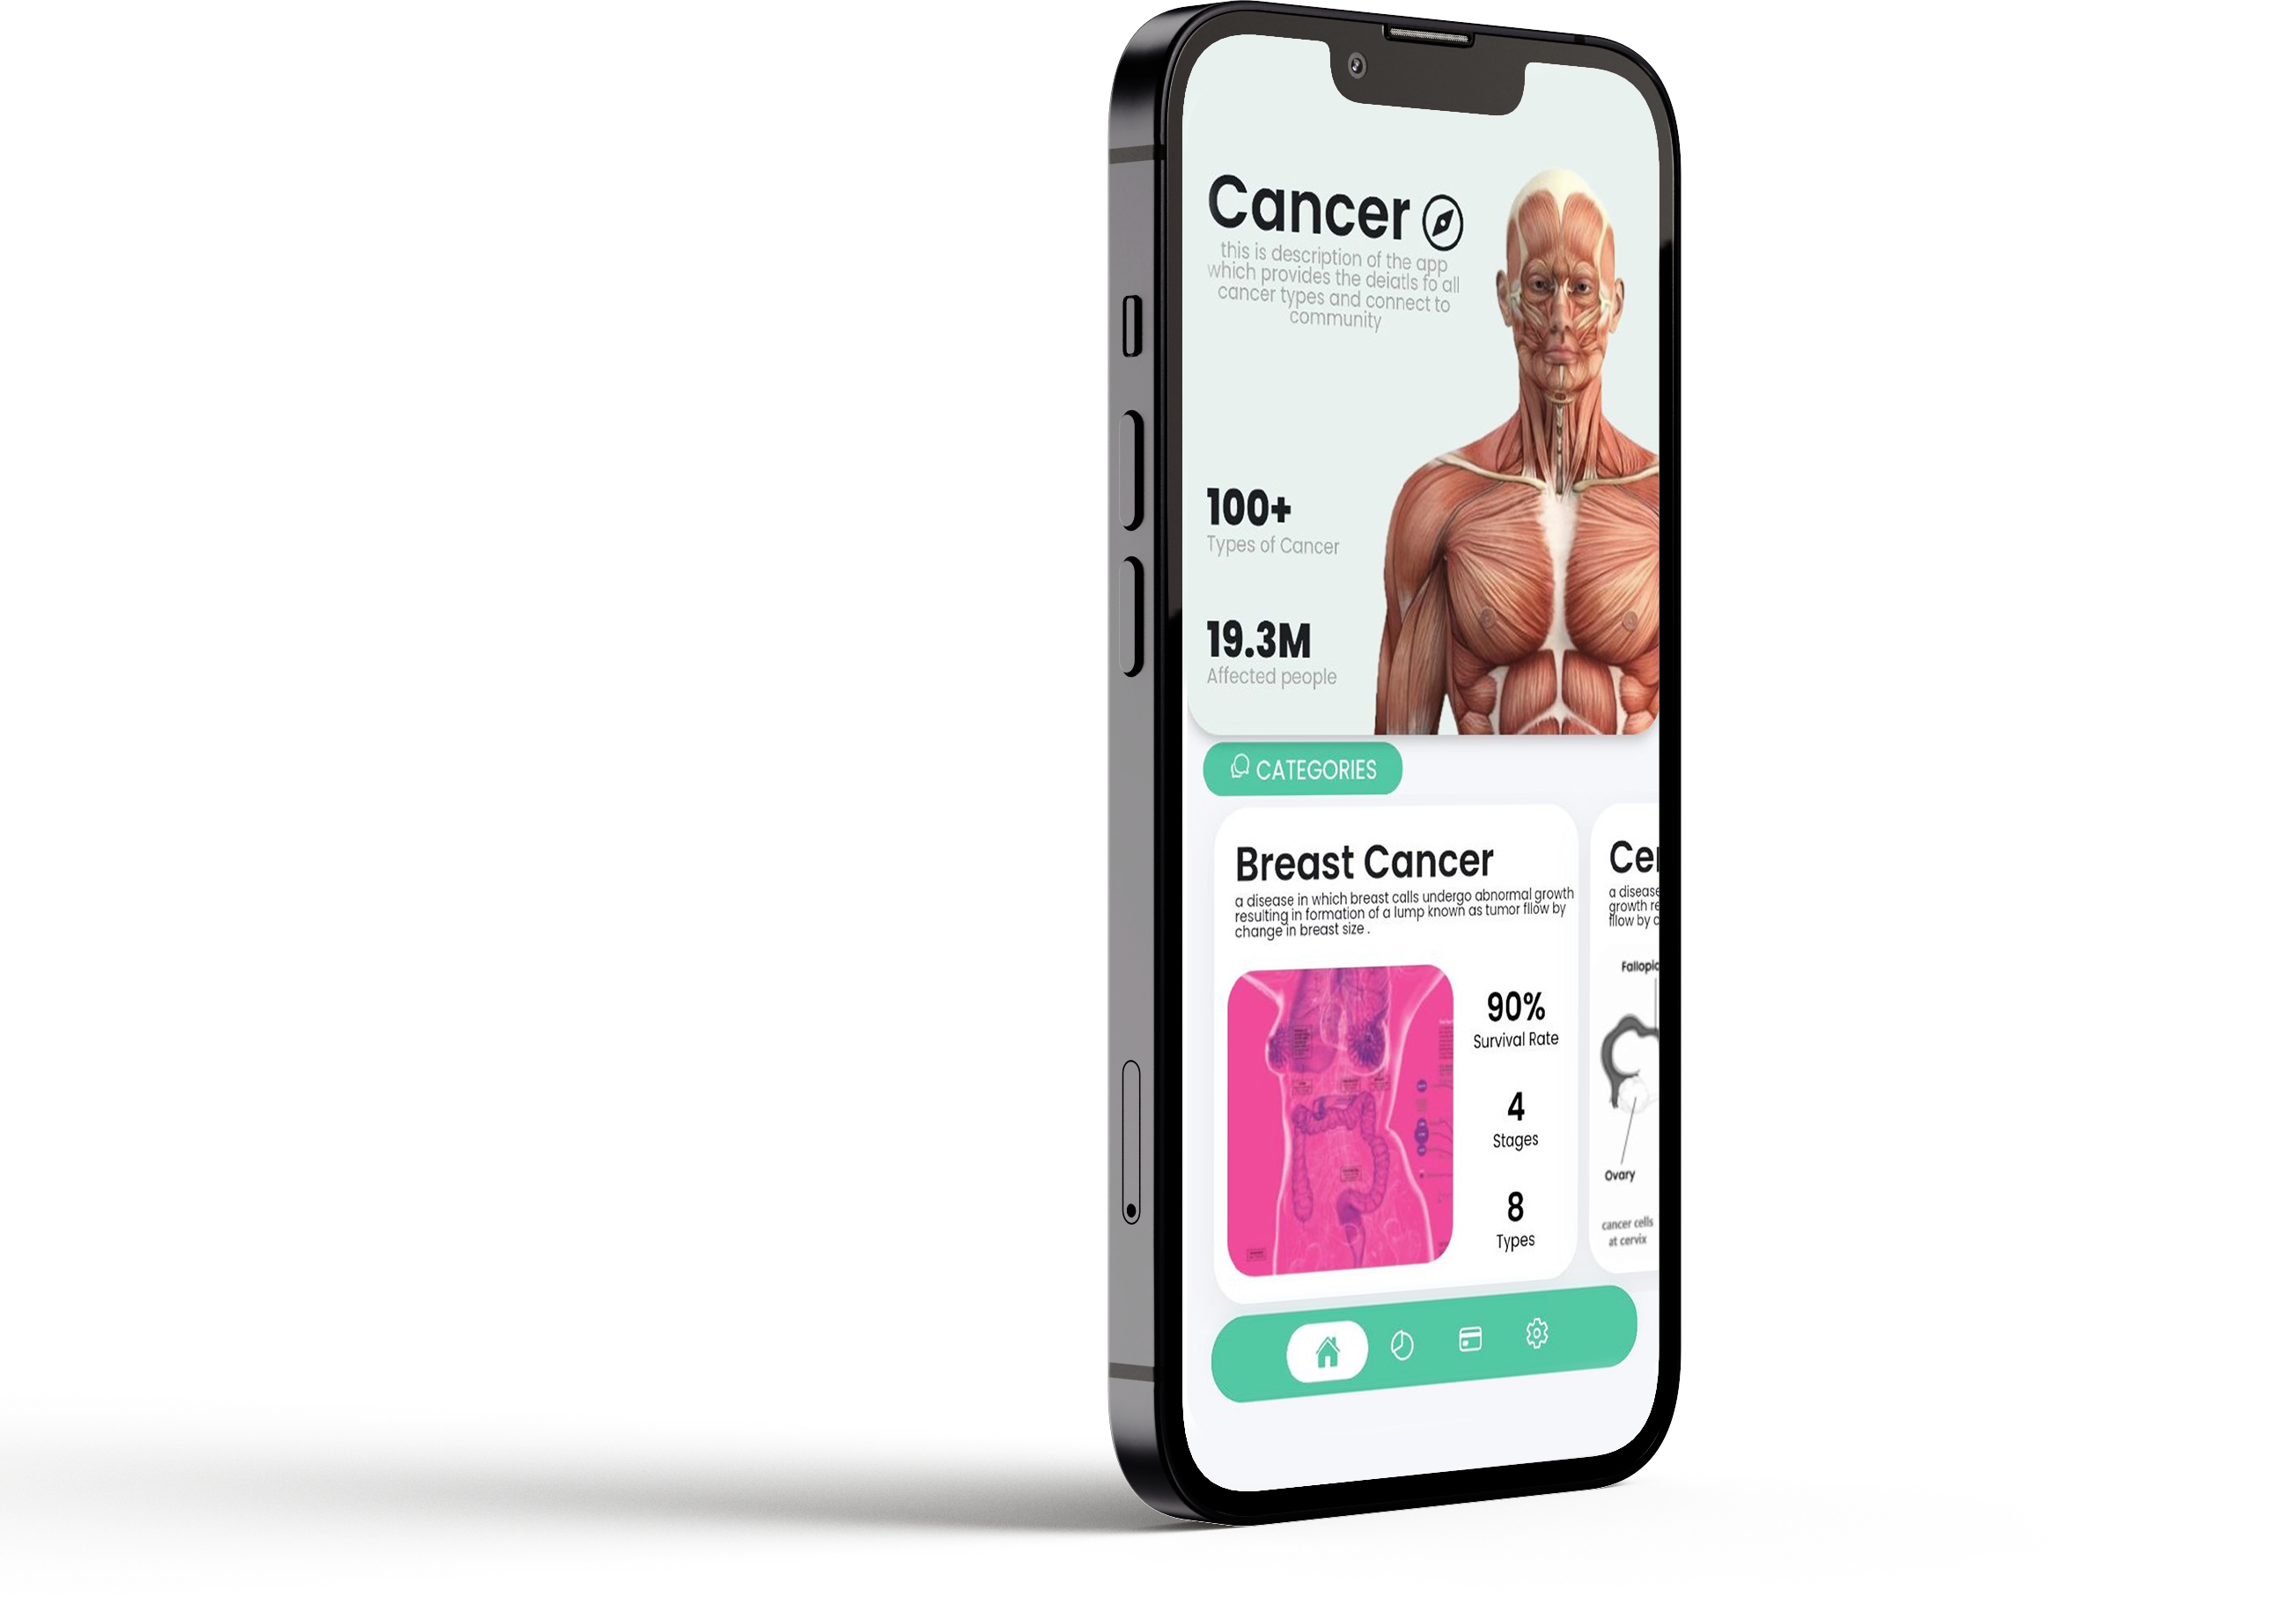 Cancer
this is description of the app
which provides the deiatls fo all
cancer types and connect to
community
100+
Types of Cancer
19.3M
Affected people
CATEGORIES
Breast Cancer
a disease in which breast calls undergo abnormal growth
resulting in formation of a lump known as tumor fllow by
change in breast size .
90%
Survival Rate
4
Stages
8
Types
Cer
a disease
growth re
fllow by c
Fallopic
Ovary
cancer cells
at cervix